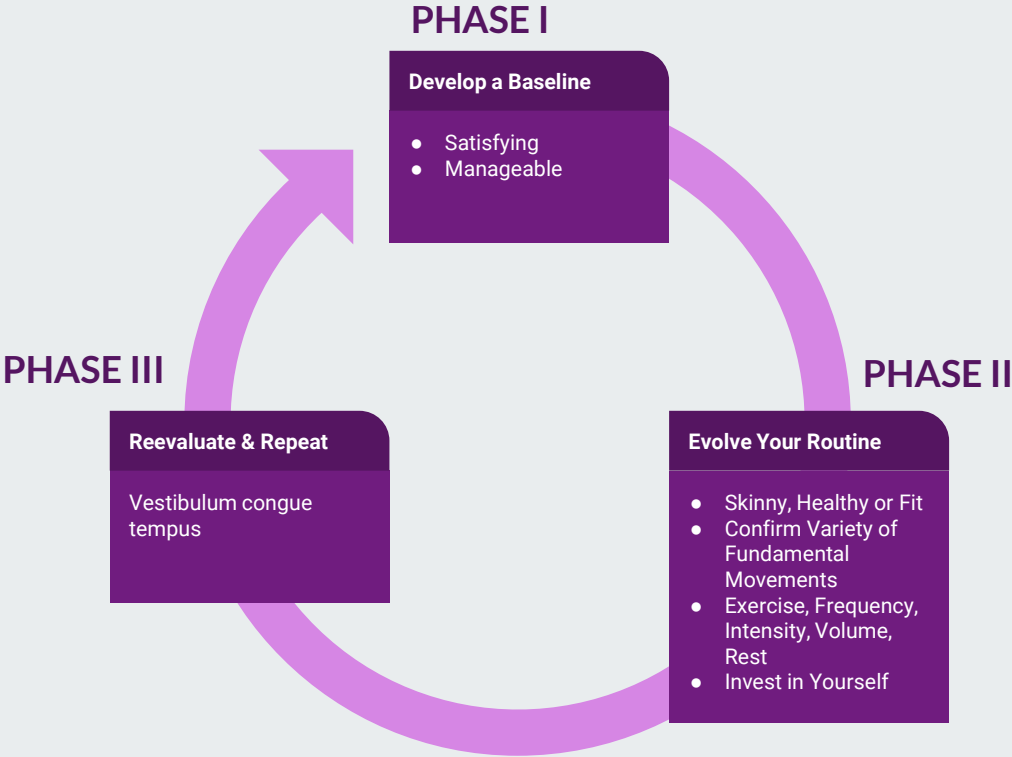 PHASE I
Develop a Baseline
● Satisfying
● Manageable
PHASE II
Evolve Your Routine
● Skinny, Healthy or Fit
● Confirm Variety of
Fundamental
Movements
● Exercise, Frequency,
Intensity, Volume,
Rest
● Invest in Yourself
PHASE III
Reevaluate & Repeat
Vestibulum congue
tempus